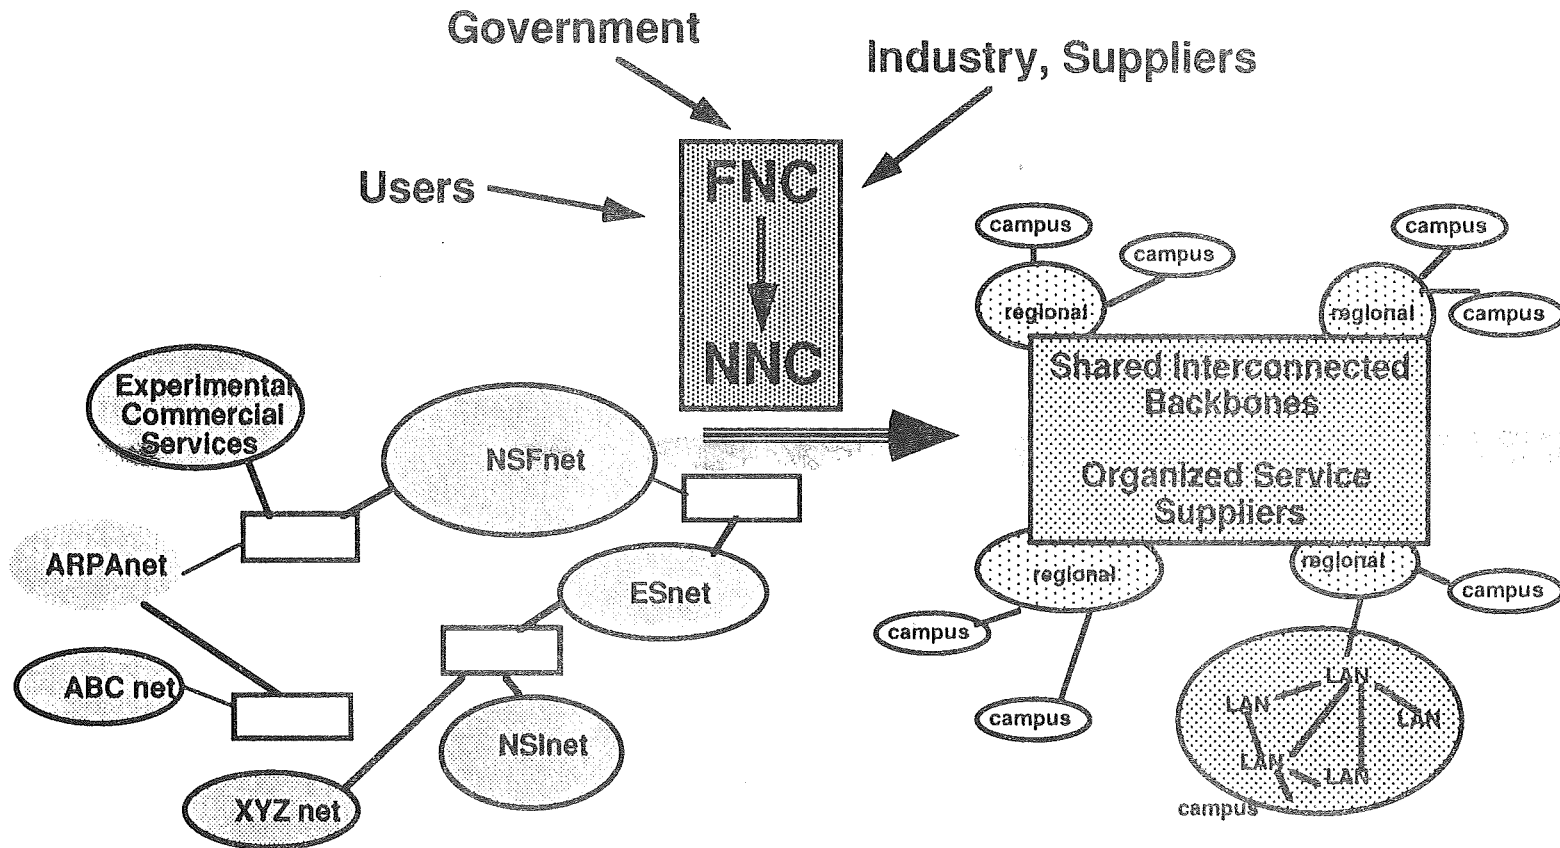 Government
Industry, Suppliers
Users
FNC
NNC
Experimental
Commercial
Services
NSFnet
ARPAnet
ESnet
ABC net
NSInet
XYZ net
campus
campus
regional
campus
campus
regional
Shared Interconnected
Backbones
Organized Service
Suppliers
regional
regional
campus
campus
campus
LAN
LAN
LAN
LAN
LAN
campus